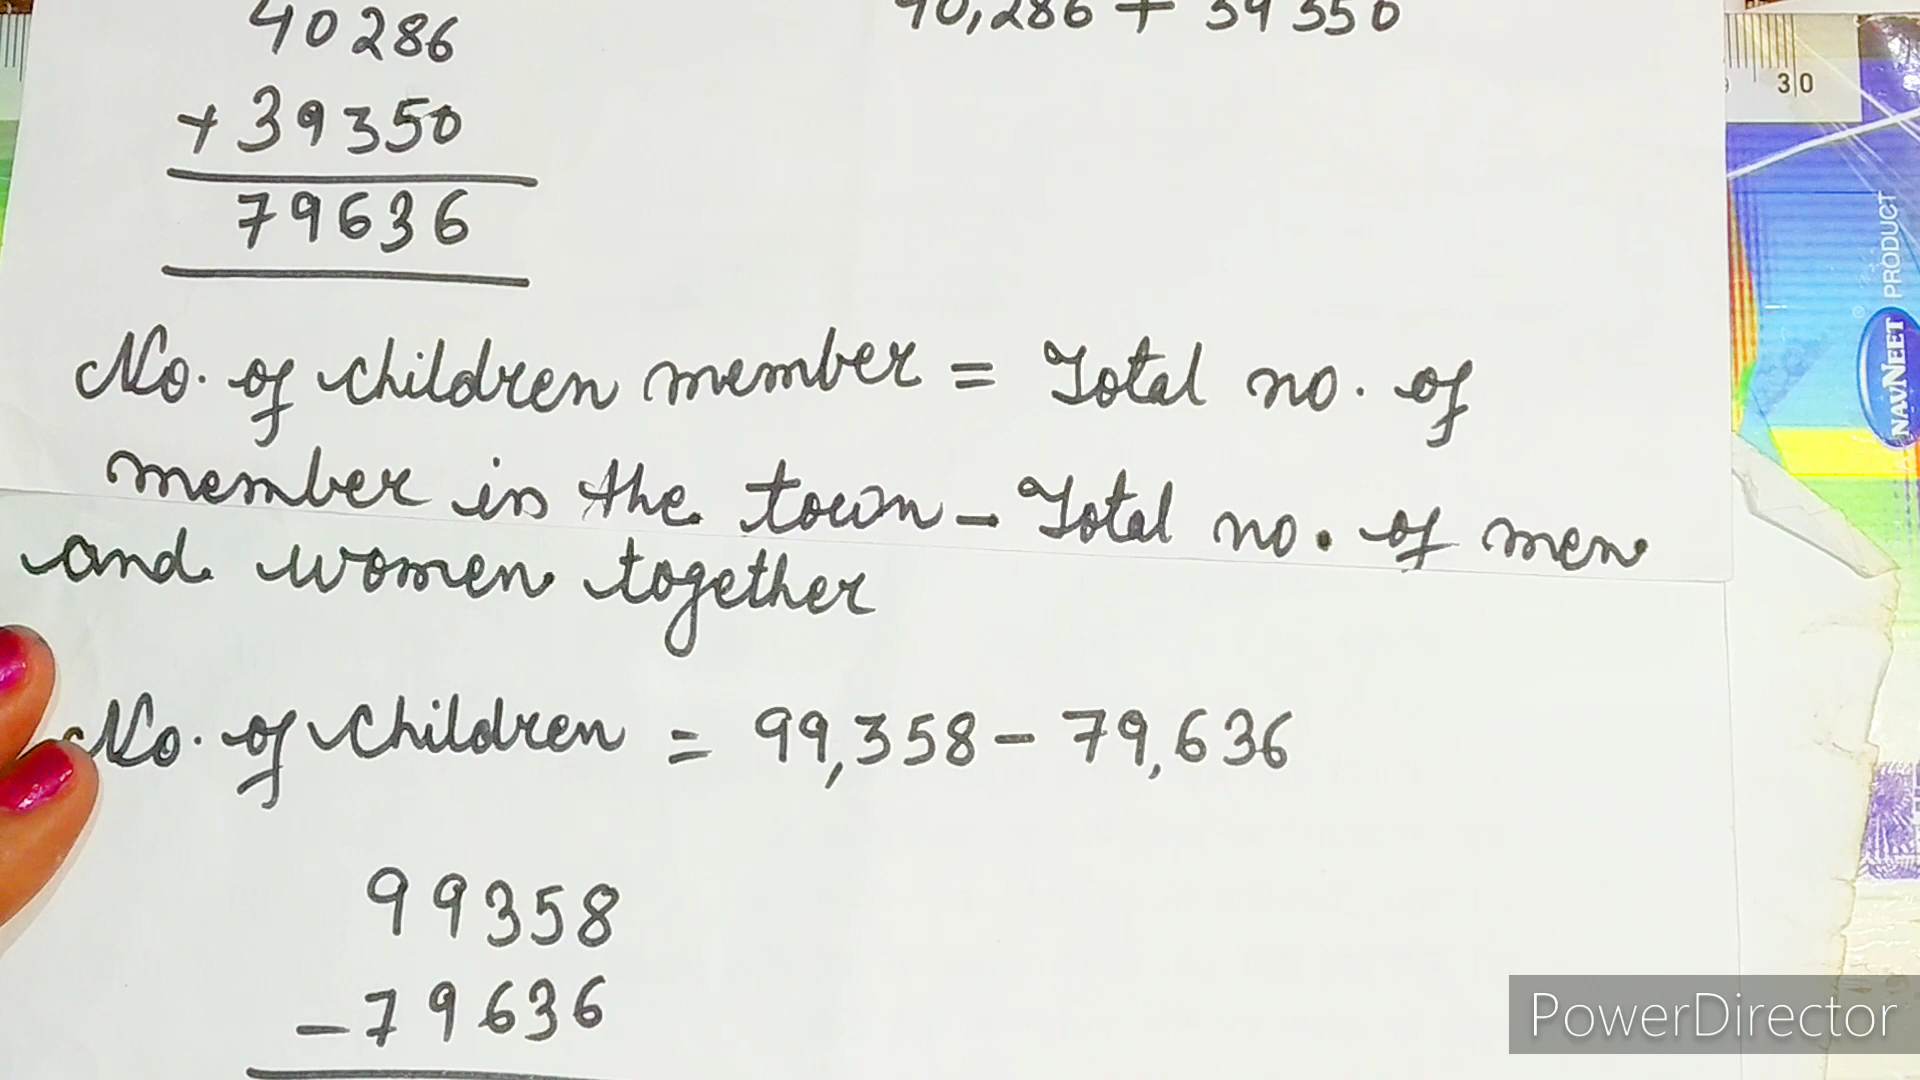 40286
40,286 + 39350
+ 39350
79636
30
No. of children member = Total no. of
member in the town - Total no. of men
and women together
No. of Children = 99,358 - 79,636
99358
- 79636
NAVNEET PRODUCT
PowerDirector